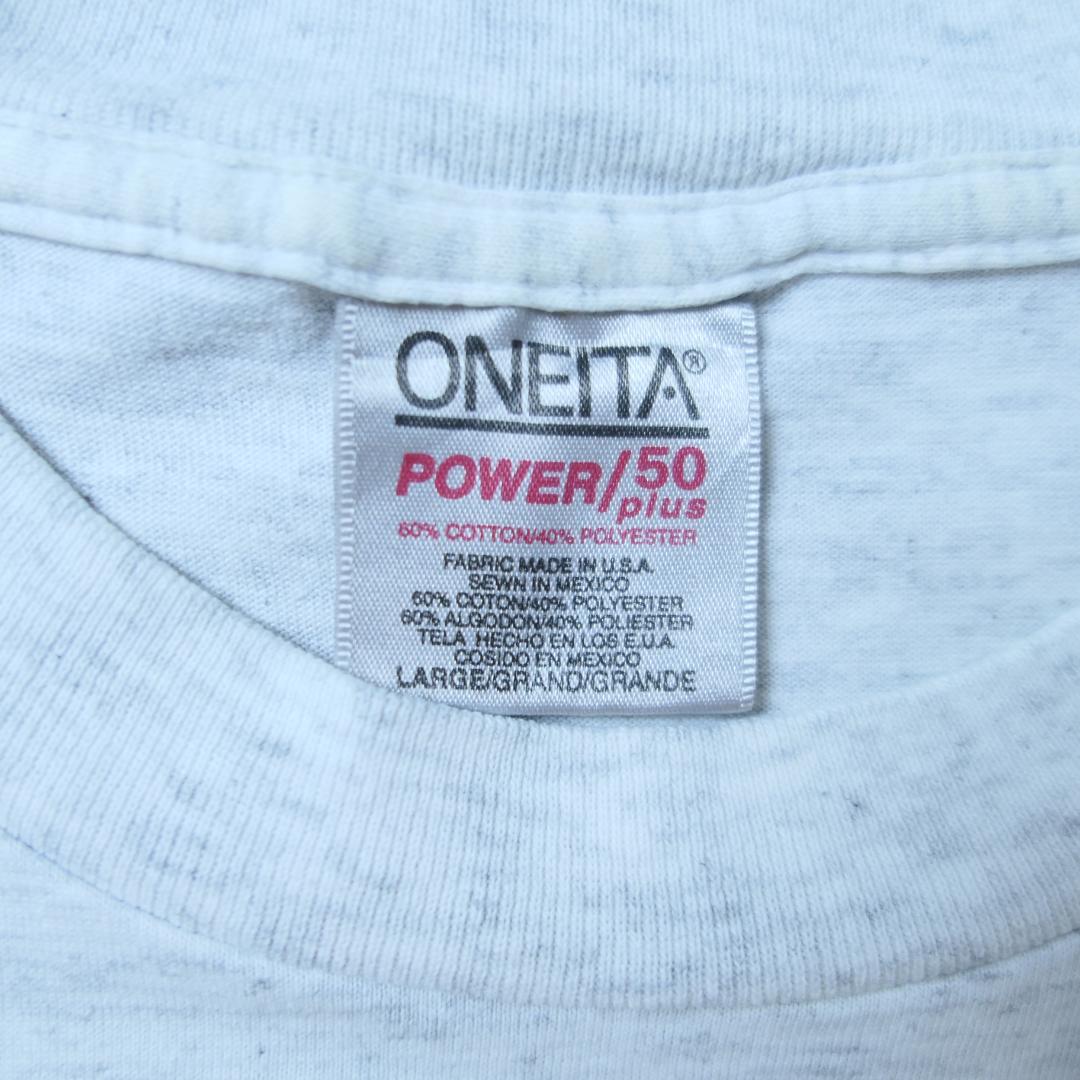 ONEITA®
POWER/50
plus
60% COTTON/40% POLYESTER
FABRIC MADE IN U.S.A.
SEWN IN MEXICO
60% COTON/40% POLYESTER
60% ALGODON/40% POLIESTER
TELA HECHO EN LOS E.U.A.
COSIDO EN MEXICO
LARGE/GRAND/GRANDE